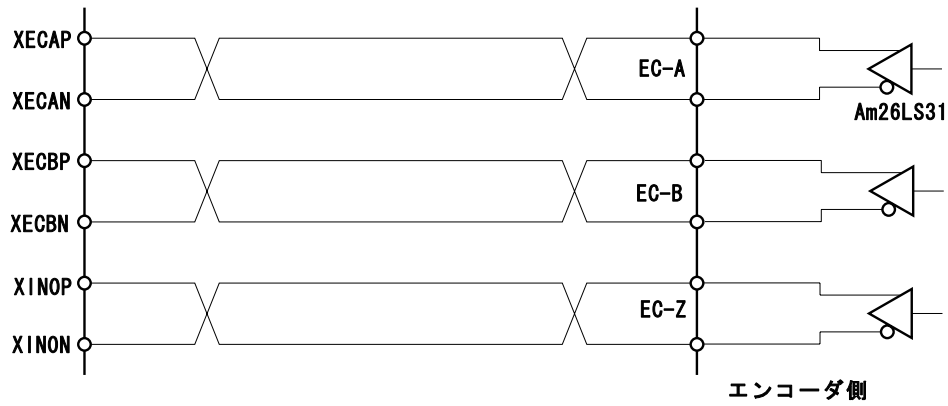 XECAP
EC-A
XECAN
Am26LS31
XECBP
EC-B
XECBN
XINOP
EC-Z
XINON
エンコーダ側